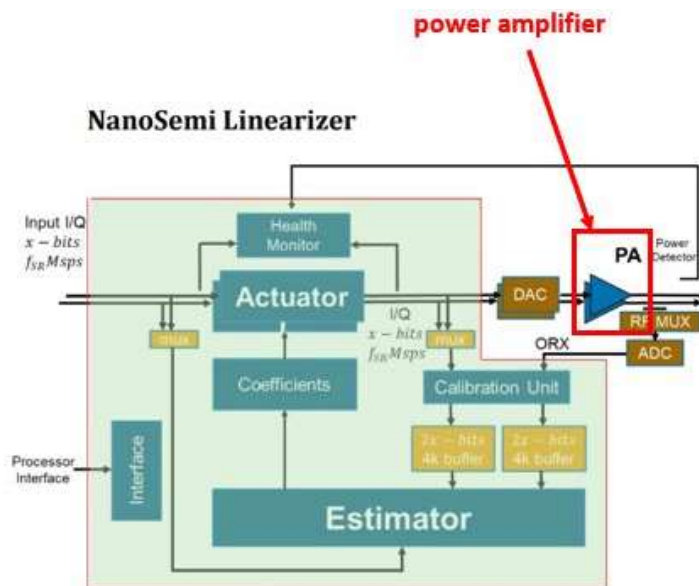 power amplifier
NanoSemi Linearizer
Input I/Q
x − bits
f_SR Msps
Health
Monitor
PA
Power
Detector
Actuator
DAC
I/Q
x − bits
f_SR Msps
RF MUX
mux
mux
ORX
ADC
Coefficients
Calibration Unit
2x − bits
4k buffer
2x − bits
4k buffer
Processor
Interface
Interface
Estimator